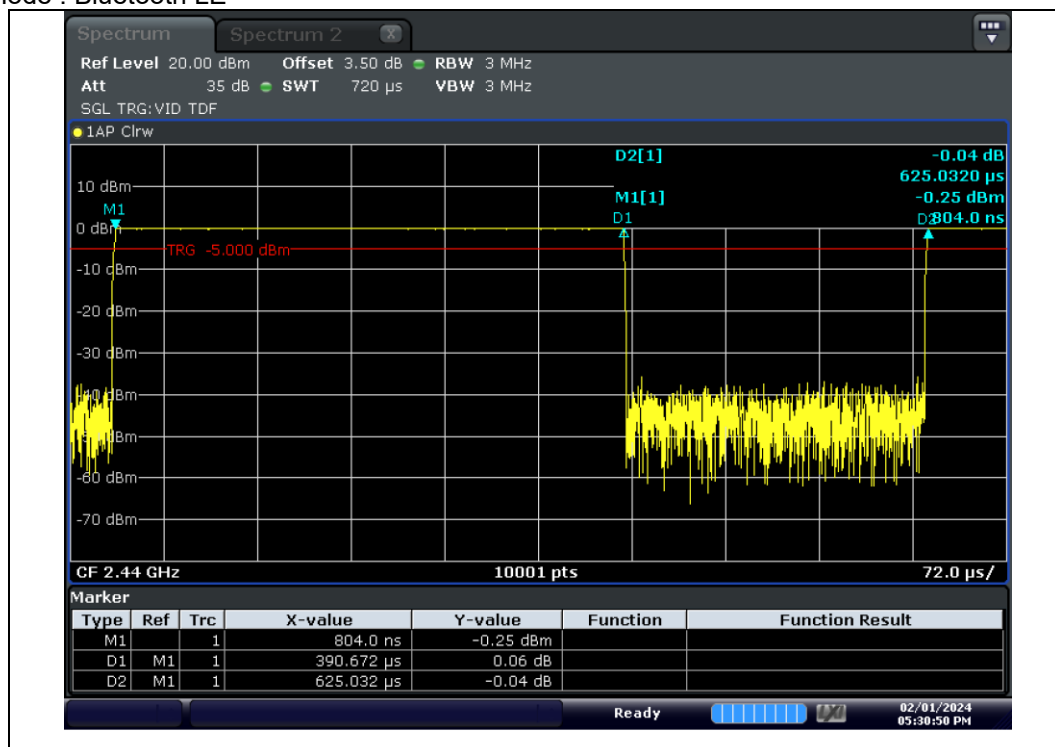 Spectrum Spectrum 2 X
Ref Level 20.00 dBm Offset 3.50 dB RBW 3 MHz
Att 35 dB SWT 720 µs VBW 3 MHz
SGL TRG:VID TDF
1AP Clrw
D2[1] -0.04 dB
625.0320 µs
10 dBm
M1[1] -0.25 dBm
M1 D1 804.0 ns
0 dBm
TRG -5.000 dBm
-10 dBm
-20 dBm
-30 dBm
-60 dBm
-70 dBm
CF 2.44 GHz 10001 pts 72.0 µs/
Marker
Type Ref Trc X-value Y-value Function Function Result
M1 1 804.0 ns -0.25 dBm
D1 M1 1 390.672 µs 0.06 dB
D2 M1 1 625.032 µs -0.04 dB
Ready 02/01/2024
05:30:50 PM